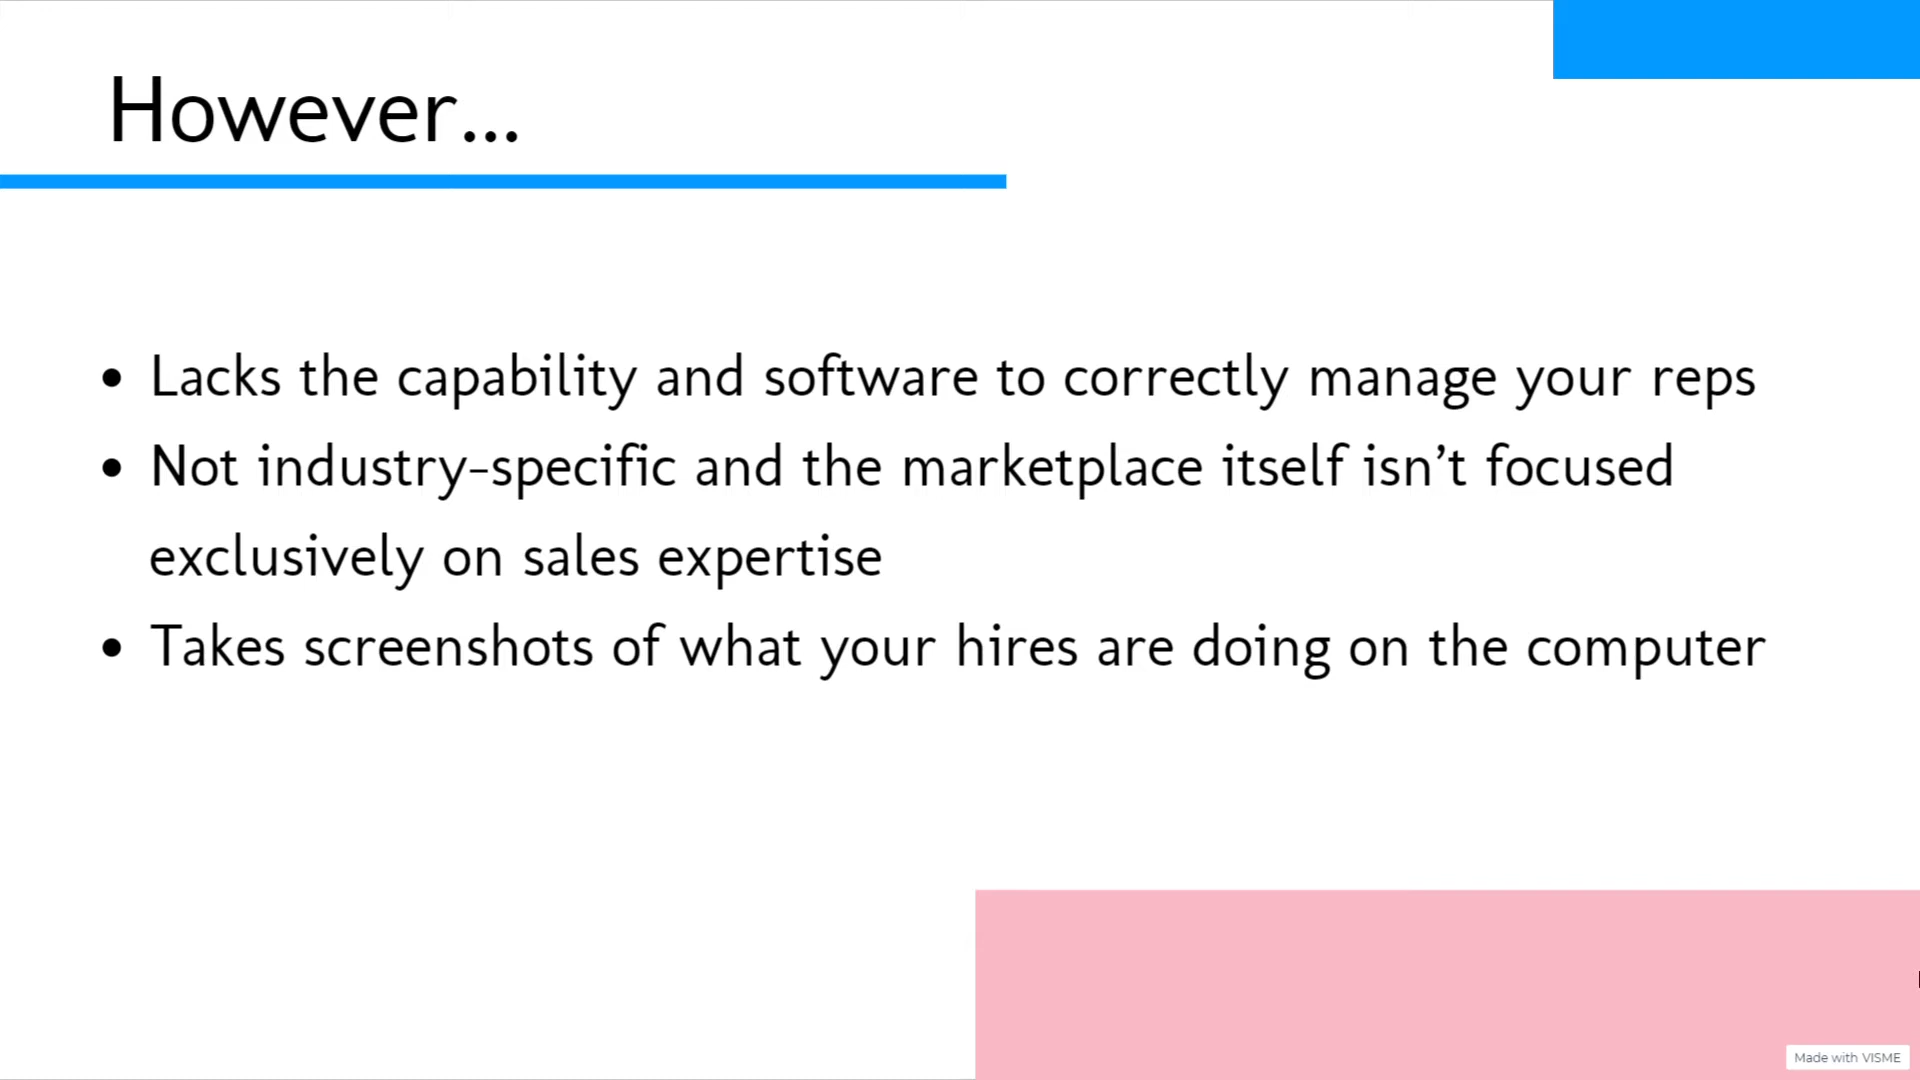 However...
• Lacks the capability and software to correctly manage your reps
• Not industry-specific and the marketplace itself isn’t focused
exclusively on sales expertise
• Takes screenshots of what your hires are doing on the computer
Made with VISME